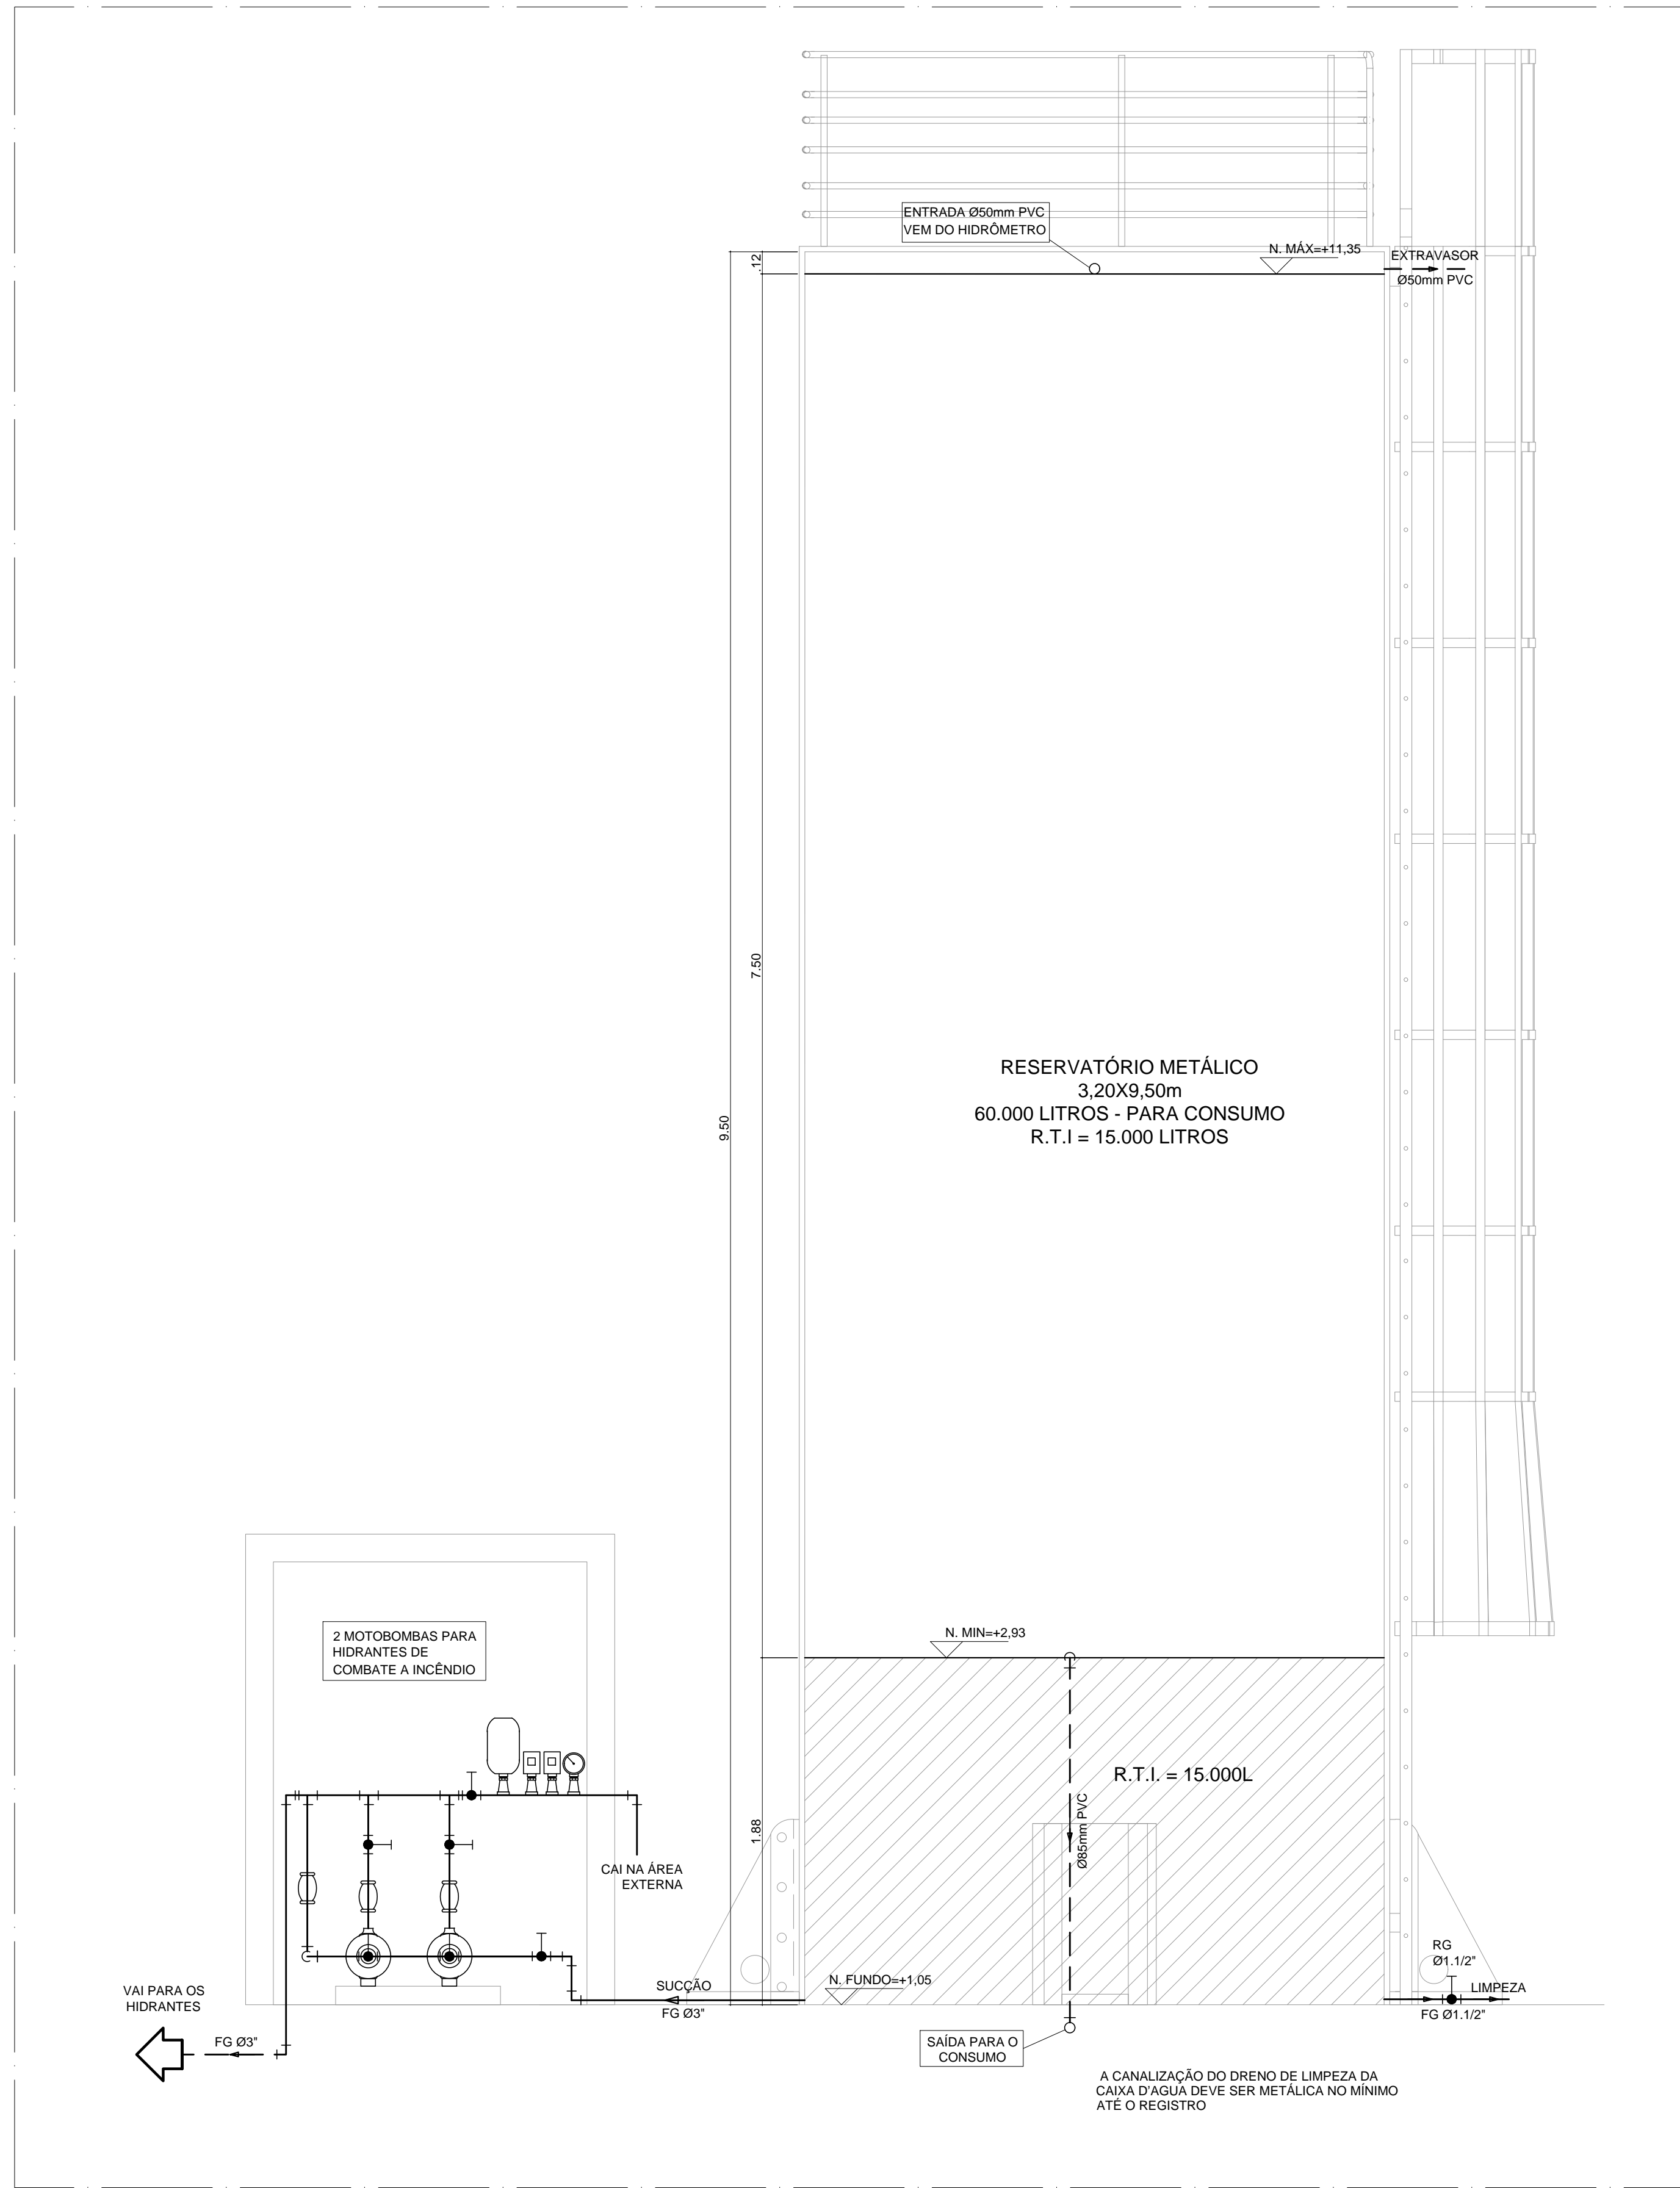 ENTRADA Ø50mm PVC
VEM DO HIDRÔMETRO
N. MÁX=+11,35
EXTRAVASOR
Ø50mm PVC
.12
7.50
9.50
RESERVATÓRIO METÁLICO
3,20X9,50m
60.000 LITROS - PARA CONSUMO
R.T.I = 15.000 LITROS
2 MOTOBOMBAS PARA
HIDRANTES DE
COMBATE A INCÊNDIO
N. MIN=+2,93
R.T.I. = 15.000L
Ø85mm PVC
1.88
CAI NA ÁREA
EXTERNA
RG
Ø1.1/2"
LIMPEZA
FG Ø1.1/2"
SUCÇÃO
FG Ø3"
N. FUNDO=+1,05
VAI PARA OS
HIDRANTES
FG Ø3"
SAÍDA PARA O
CONSUMO
A CANALIZAÇÃO DO DRENO DE LIMPEZA DA
CAIXA D'AGUA DEVE SER METÁLICA NO MÍNIMO
ATÉ O REGISTRO